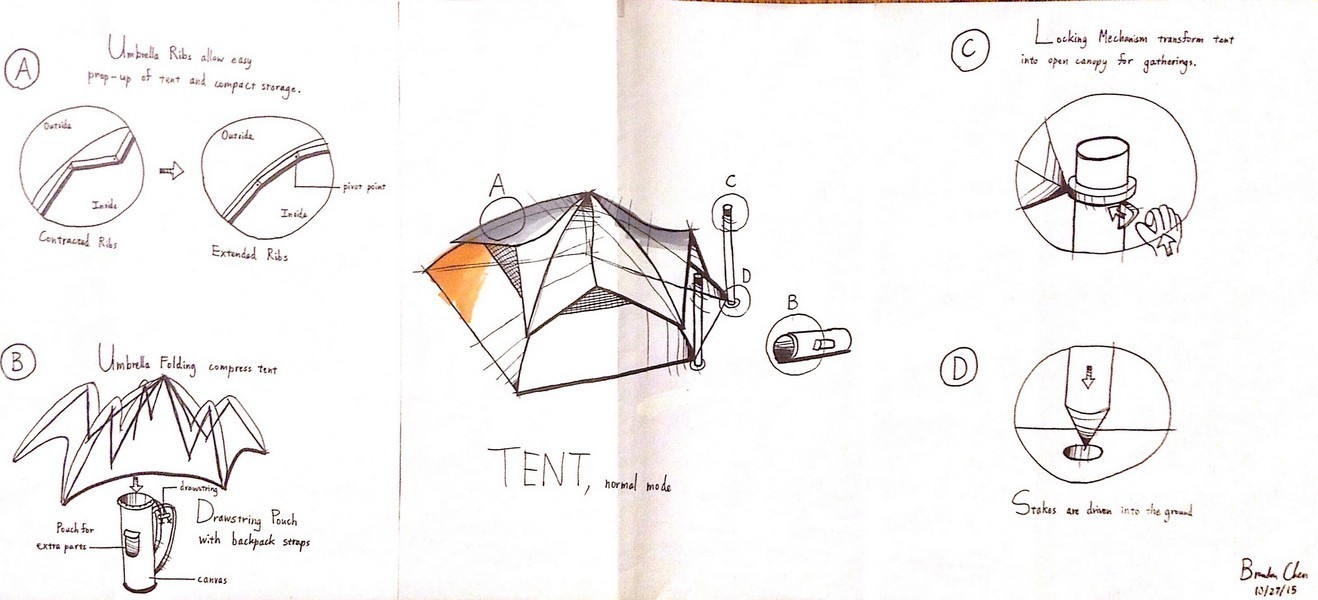 A
Umbrella Ribs allow easy
prop-up of tent and compact storage.
Outside
Inside
Contracted Ribs
Outside
Inside
pivot point
Extended Ribs
B
Umbrella Folding compress tent
drawstring
Drawstring Pouch
with backpack straps
Pouch for
extra parts
canvas
A
C
D
B
TENT, normal mode
C
Locking Mechanism transform tent
into open canopy for gatherings.
D
Stakes are driven into the ground
Brandon Chen
10/27/15